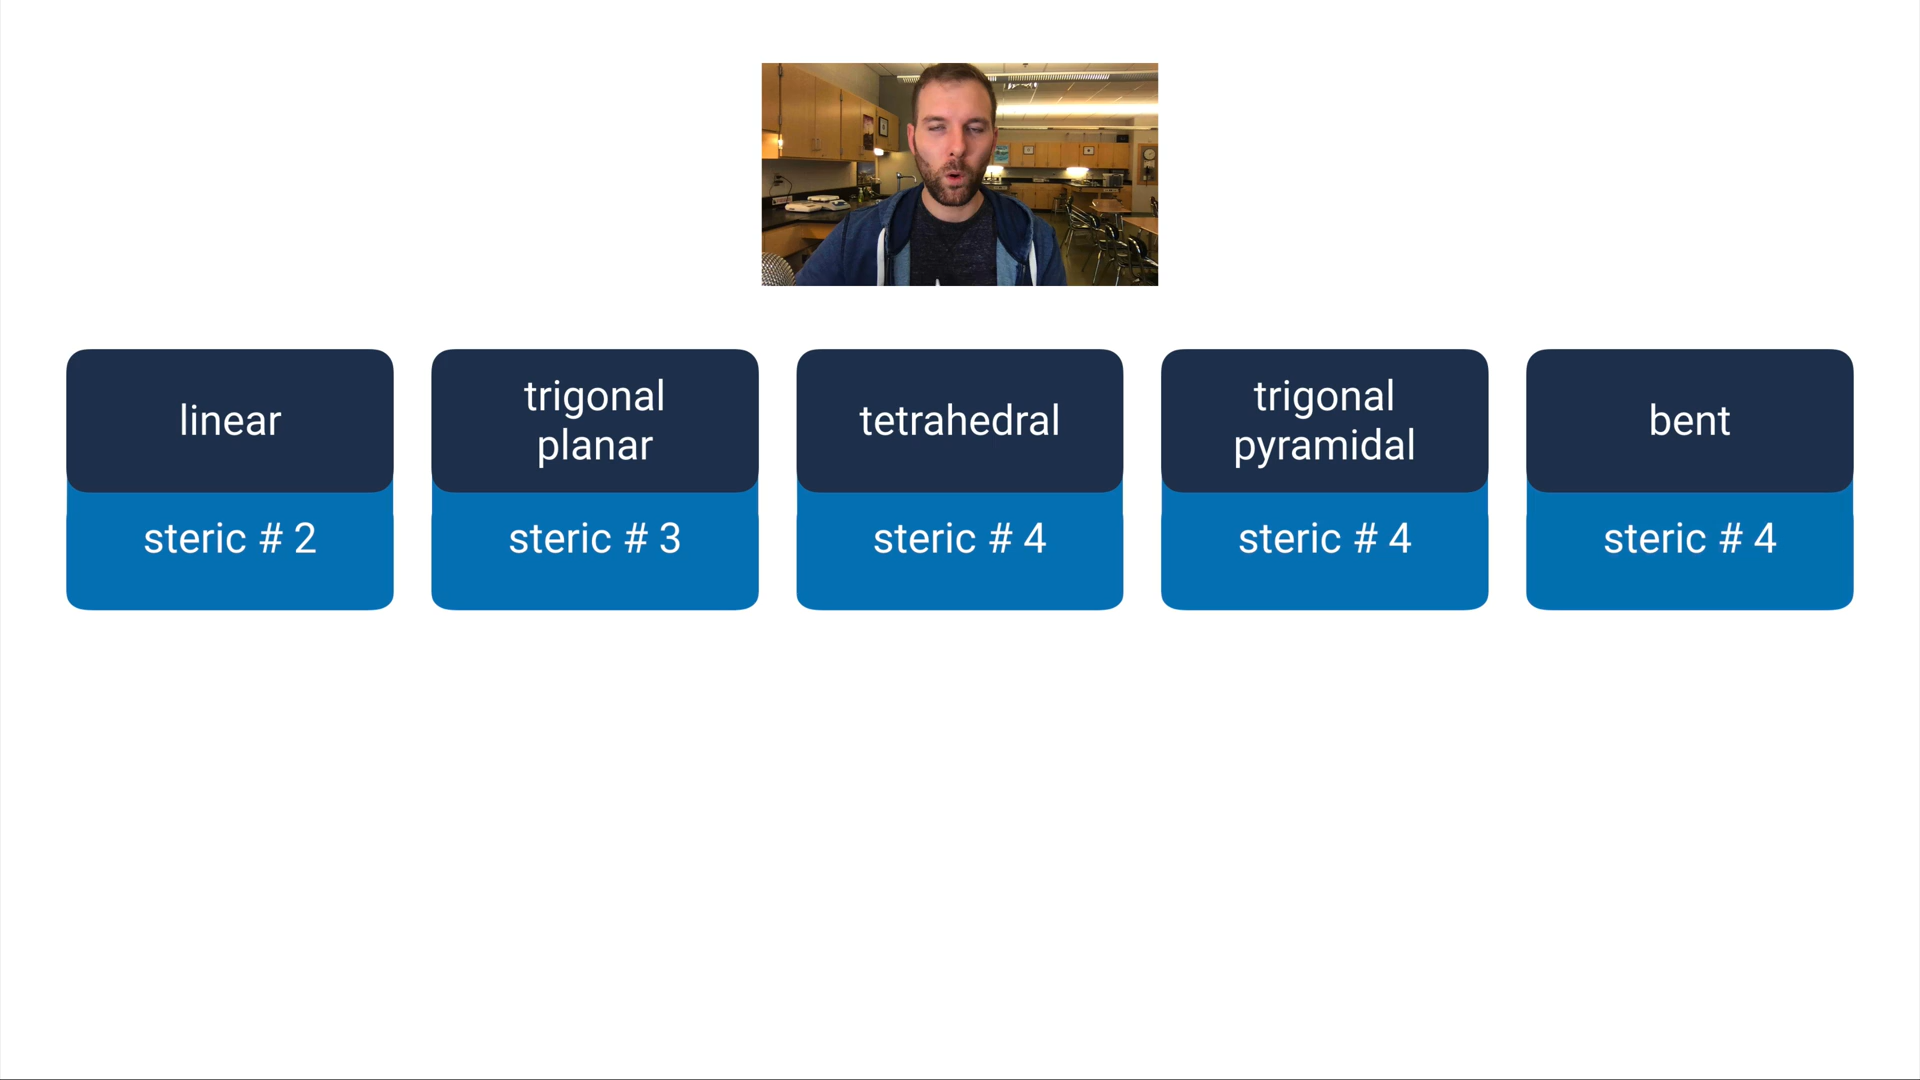 linear
trigonal
planar
tetrahedral
trigonal
pyramidal
bent
steric # 2
steric # 3
steric # 4
steric # 4
steric # 4